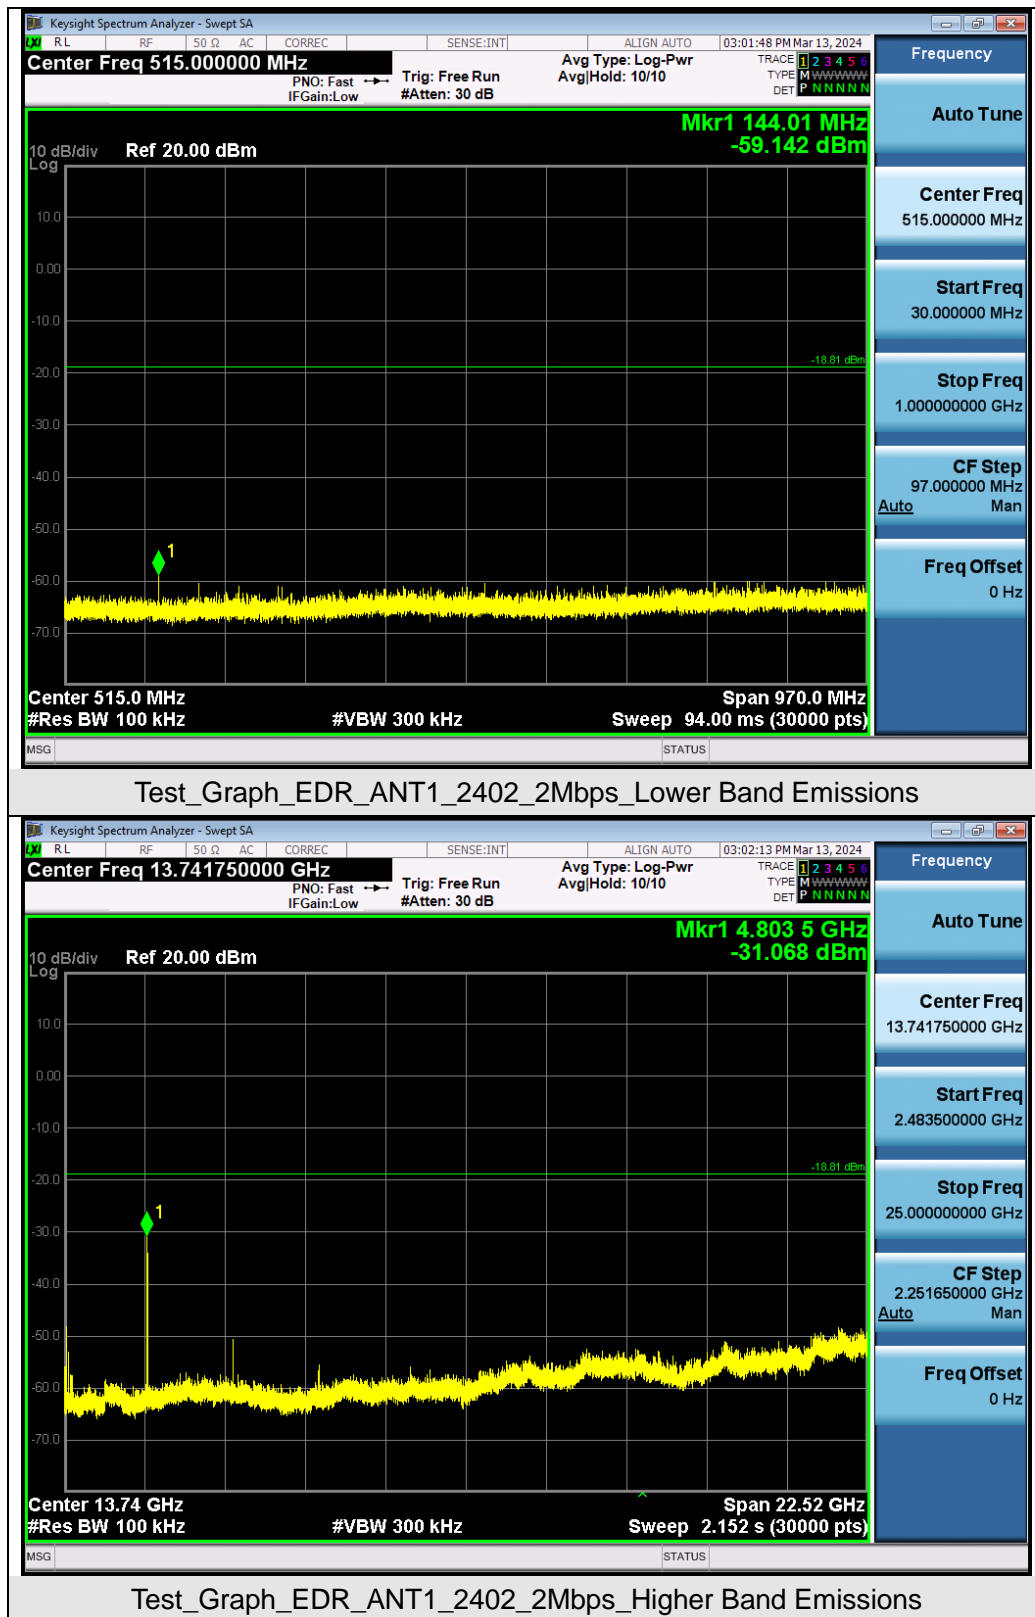 Keysight Spectrum Analyzer - Swept SA
LXI RL RF 50 Ω AC CORREC SENSE:INT ALIGN AUTO 03:01:48 PM Mar 13, 2024
Center Freq 515.000000 MHz
PNO: Fast
IFGain:Low
Trig: Free Run
#Atten: 30 dB
Avg Type: Log-Pwr
Avg|Hold: 10/10
TRACE 1 2 3 4 5 6
TYPE M WWWWW
DET P N N N N N
Frequency
Auto Tune
Mkr1 144.01 MHz
-59.142 dBm
10 dB/div Ref 20.00 dBm
Log
10.0
0.00
-10.0
-18.81 dBm
-20.0
-30.0
-40.0
-50.0
1
-60.0
-70.0
Center Freq
515.000000 MHz
Start Freq
30.000000 MHz
Stop Freq
1.000000000 GHz
CF Step
97.000000 MHz
Auto Man
Freq Offset
0 Hz
Center 515.0 MHz Span 970.0 MHz
#Res BW 100 kHz #VBW 300 kHz Sweep 94.00 ms (30000 pts)
MSG STATUS
Test_Graph_EDR_ANT1_2402_2Mbps_Lower Band Emissions
Keysight Spectrum Analyzer - Swept SA
LXI RL RF 50 Ω AC CORREC SENSE:INT ALIGN AUTO 03:02:13 PM Mar 13, 2024
Center Freq 13.741750000 GHz
PNO: Fast
IFGain:Low
Trig: Free Run
#Atten: 30 dB
Avg Type: Log-Pwr
Avg|Hold: 10/10
TRACE 1 2 3 4 5 6
TYPE M WWWWW
DET P N N N N N
Frequency
Auto Tune
Mkr1 4.803 5 GHz
-31.068 dBm
10 dB/div Ref 20.00 dBm
Log
10.0
0.00
-10.0
-18.81 dBm
-20.0
1
-30.0
-40.0
-50.0
-60.0
-70.0
Center Freq
13.741750000 GHz
Start Freq
2.483500000 GHz
Stop Freq
25.000000000 GHz
CF Step
2.251650000 GHz
Auto Man
Freq Offset
0 Hz
Center 13.74 GHz Span 22.52 GHz
#Res BW 100 kHz #VBW 300 kHz Sweep 2.152 s (30000 pts)
MSG STATUS
Test_Graph_EDR_ANT1_2402_2Mbps_Higher Band Emissions